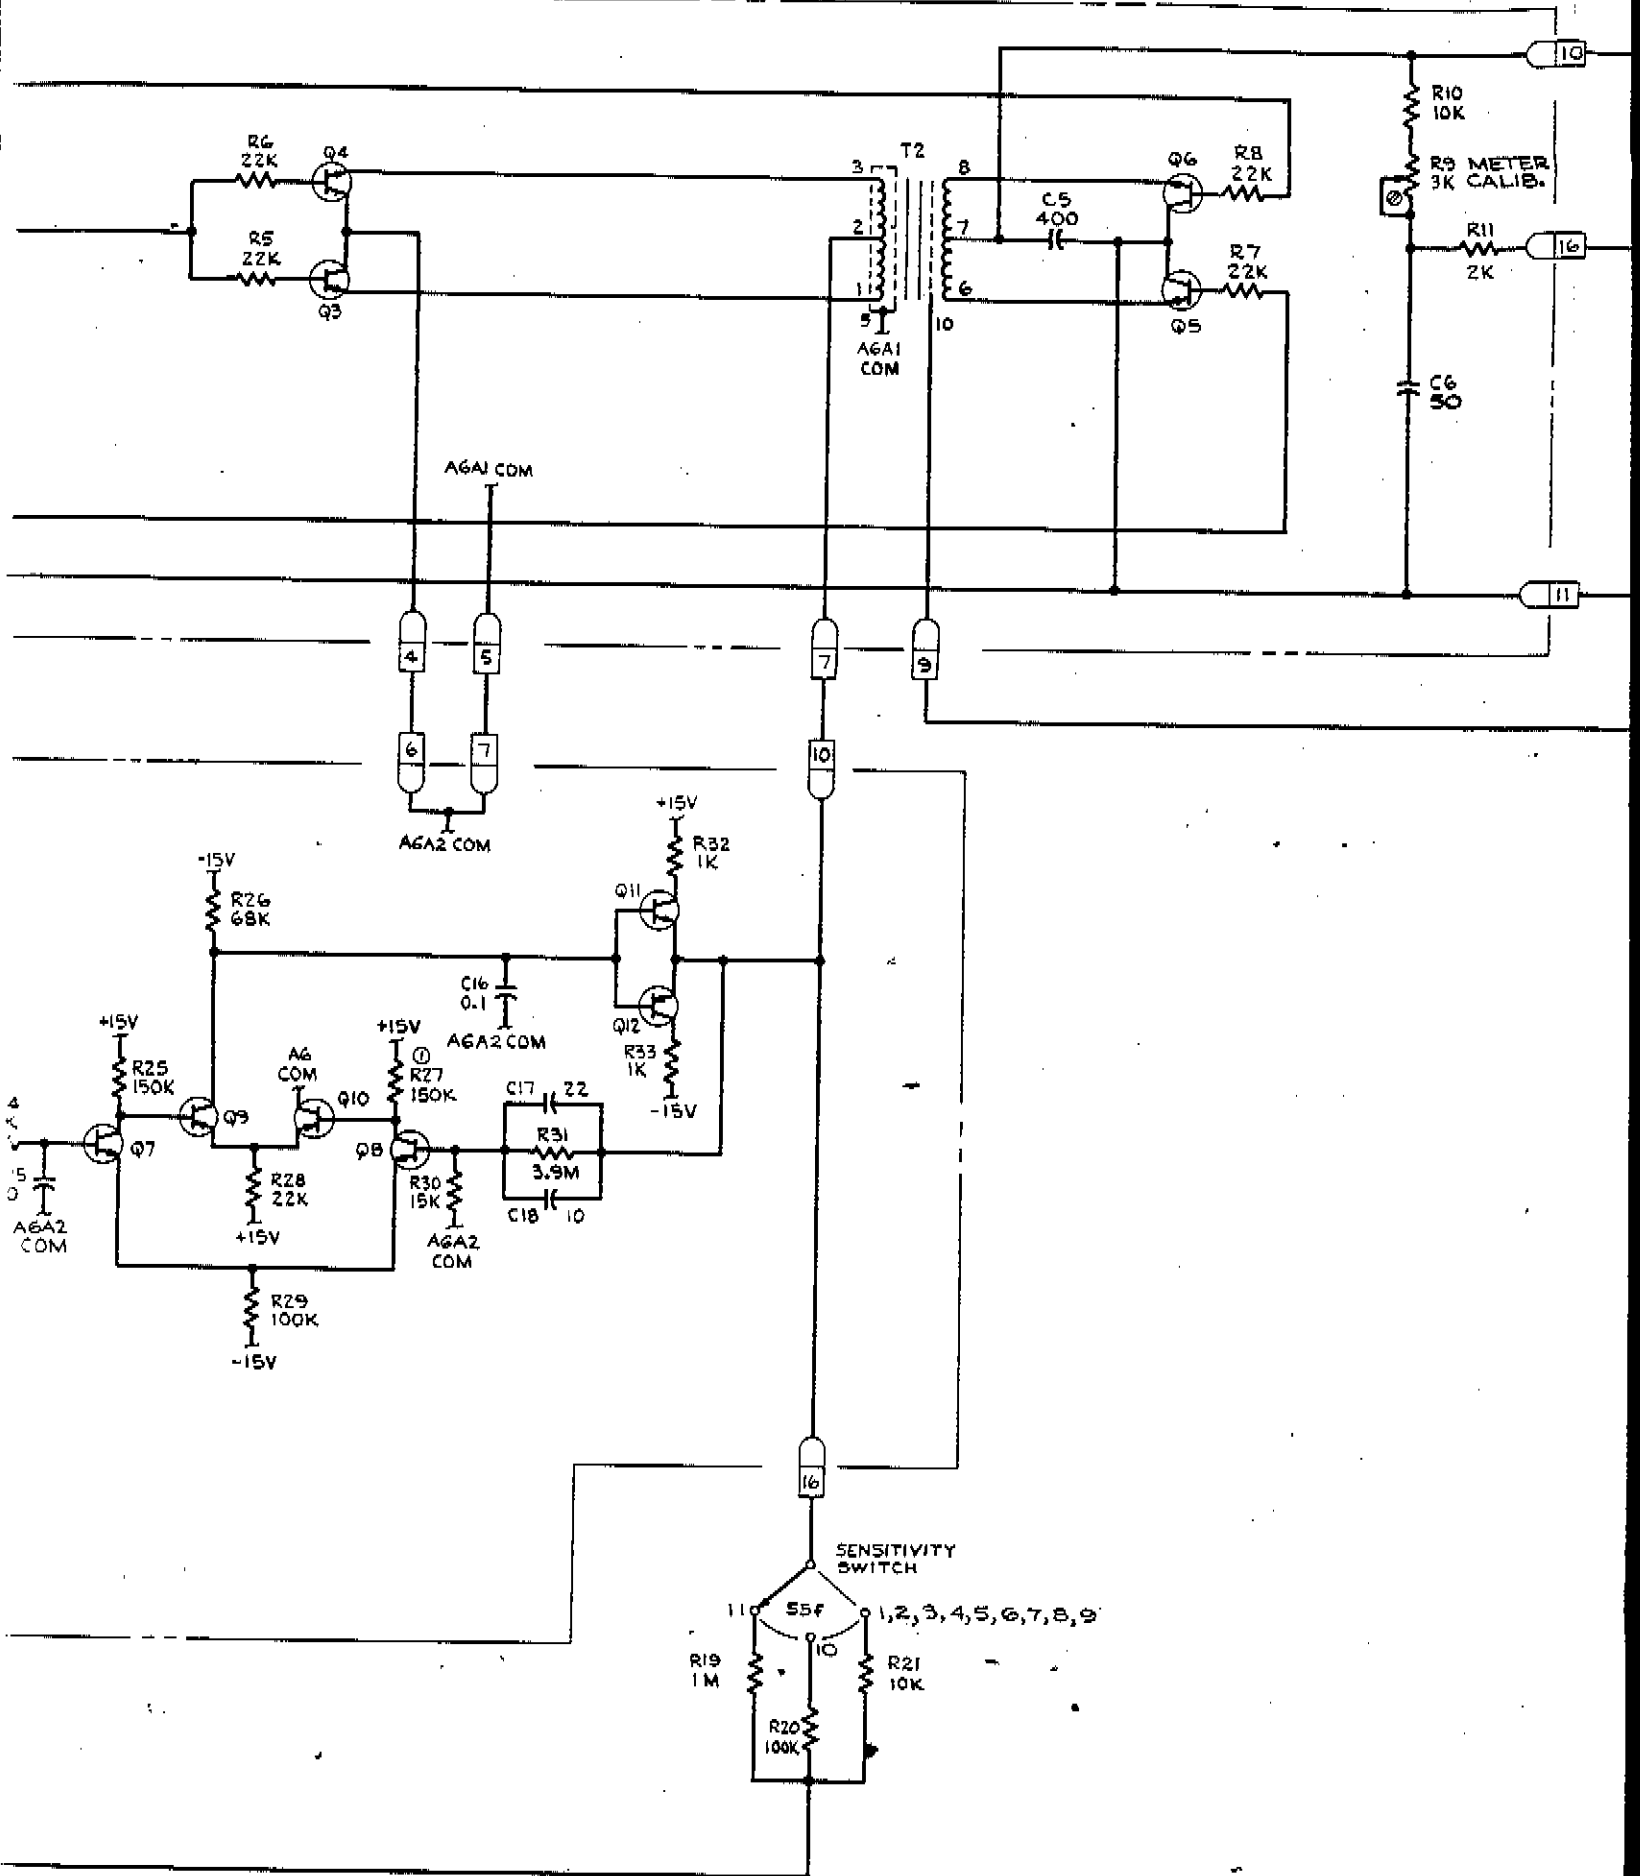 10
R10
10K
R9 METER
3K CALIB.
R11
2K
16
C6
50
11
R6
22K
Q4
R5
22K
Q3
T2
3
2
1
5
8
7
6
10
A6A1
COM
C5
400
Q6
R8
22K
R7
22K
Q5
A6A1 COM
4
5
7
9
6
7
10
A6A2 COM
-15V
R26
68K
+15V
R32
1K
Q11
C16
0.1
A6A2 COM
Q12
R33
1K
-15V
+15V
R25
150K
A6
COM
+15V
①
R27
150K
Q9
Q10
Q7
Q8
4
5
0
A6A2
COM
R28
22K
+15V
R30
15K
A6A2
COM
C17 22
R31
3.9M
C18 10
R29
100K
-15V
16
SENSITIVITY
SWITCH
11
S5F
1,2,3,4,5,6,7,8,9
10
R19
1M
R20
100K
R21
10K